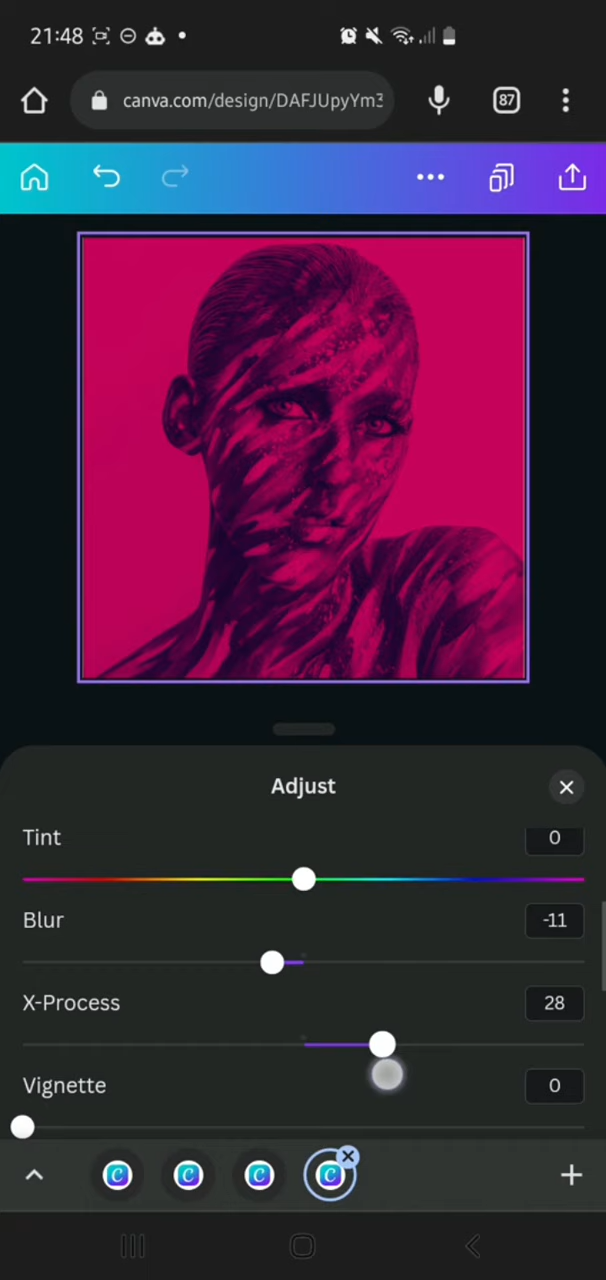 21:48
canva.com/design/DAFJUpyYm3
87
Adjust
Tint 0
Blur -11
X-Process 28
Vignette 0